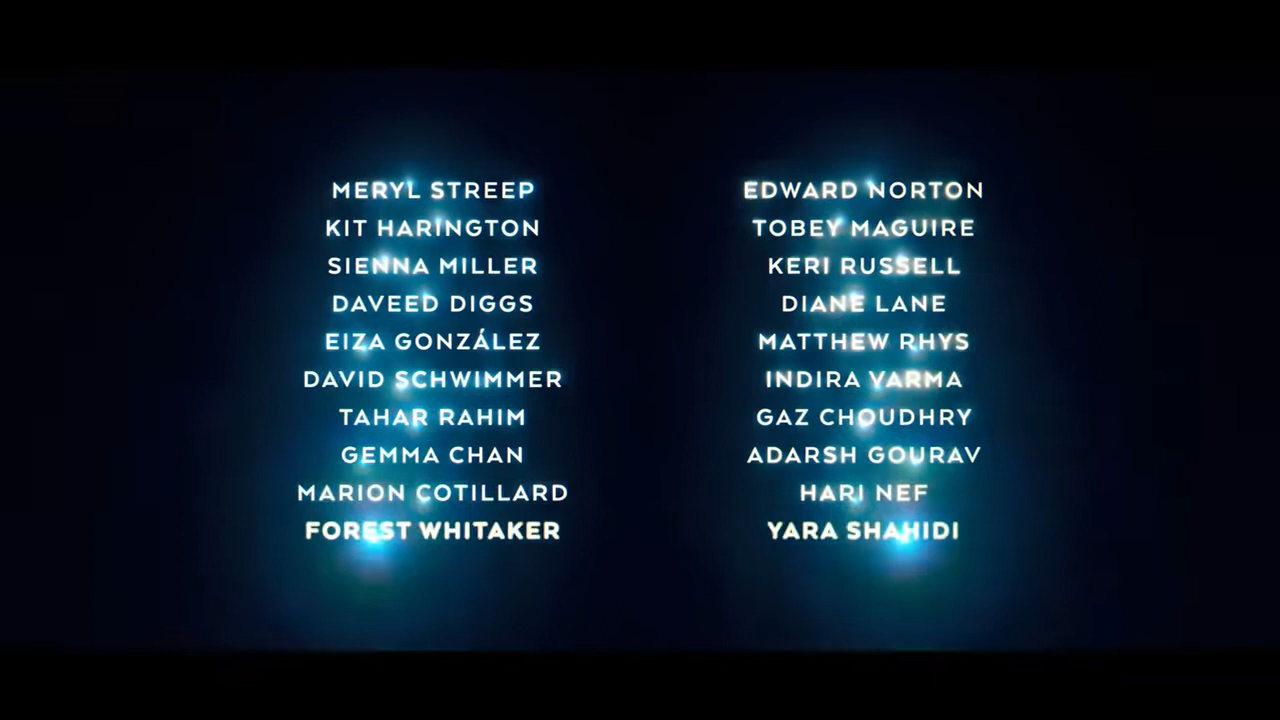 MERYL STREEP
KIT HARINGTON
SIENNA MILLER
DAVEED DIGGS
EIZA GONZÁLEZ
DAVID SCHWIMMER
TAHAR RAHIM
GEMMA CHAN
MARION COTILLARD
FOREST WHITAKER
EDWARD NORTON
TOBEY MAGUIRE
KERI RUSSELL
DIANE LANE
MATTHEW RHYS
INDIRA VARMA
GAZ CHOUDHRY
ADARSH GOURAV
HARI NEF
YARA SHAHIDI